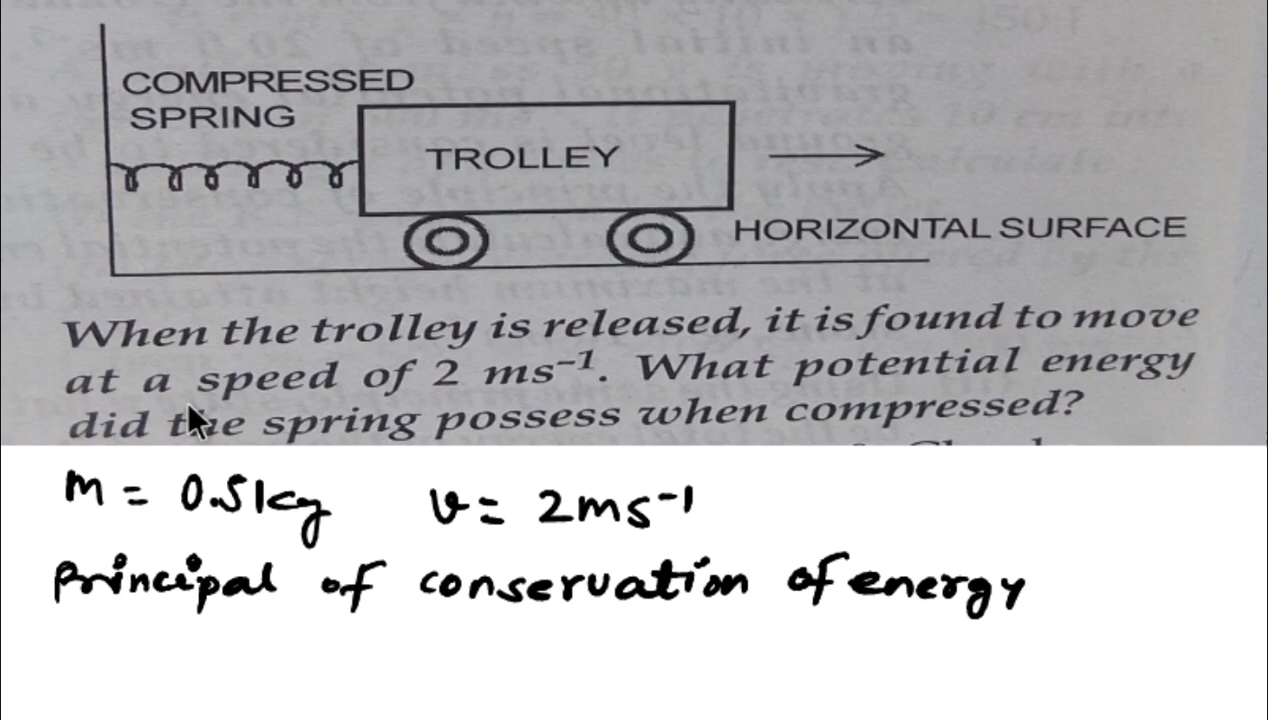 COMPRESSED
SPRING
TROLLEY
HORIZONTAL SURFACE
When the trolley is released, it is found to move
at a speed of 2 ms⁻¹. What potential energy
did the spring possess when compressed?
m = 0.5kg v = 2ms⁻¹
Principal of conservation of energy